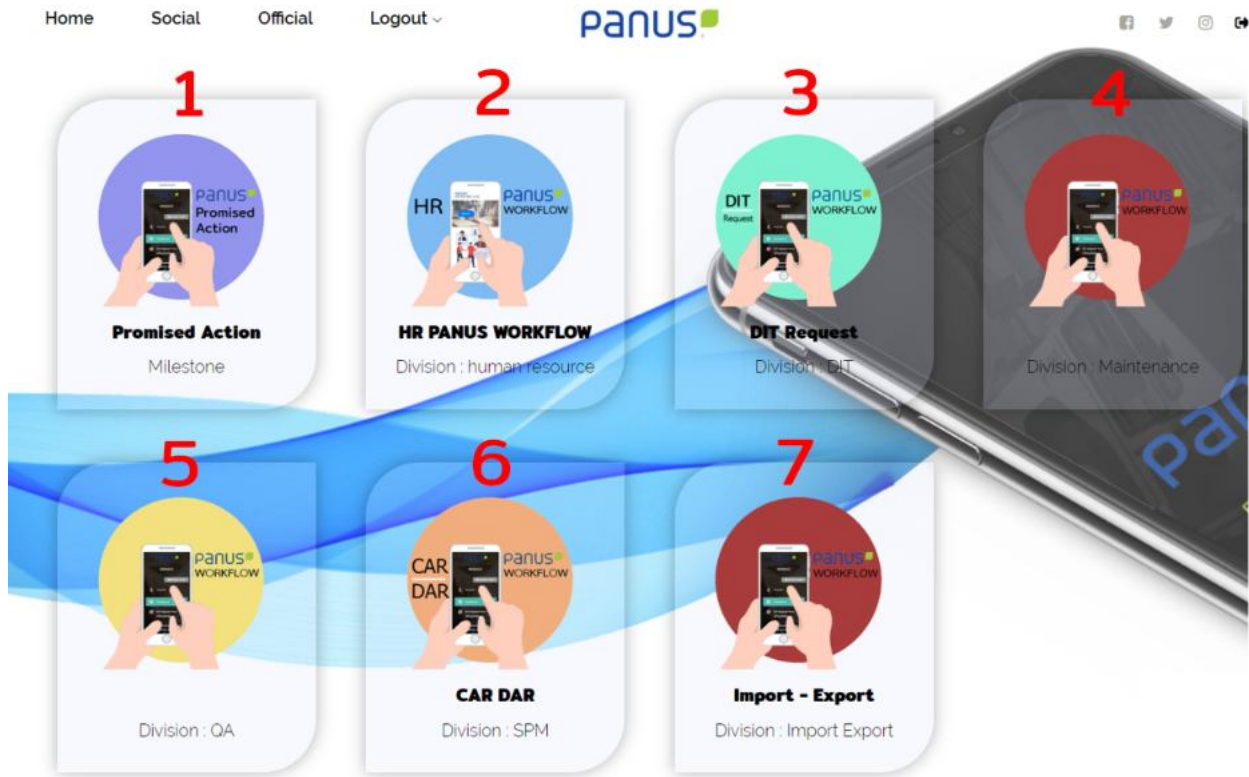 Home Social Official Logout
panus
1 2 3 4
panus
Promised
Action
HR
panus
WORKFLOW
DIT
Request
panus
WORKFLOW
panus
WORKFLOW
Promised Action
Milestone
HR PANUS WORKFLOW
Division : human resource
DIT Request
Division : DIT
Division : Maintenance
5 6 7
panus
WORKFLOW
CAR
DAR
panus
WORKFLOW
panus
WORKFLOW
Division : QA
CAR DAR
Division : SPM
Import - Export
Division : Import Export